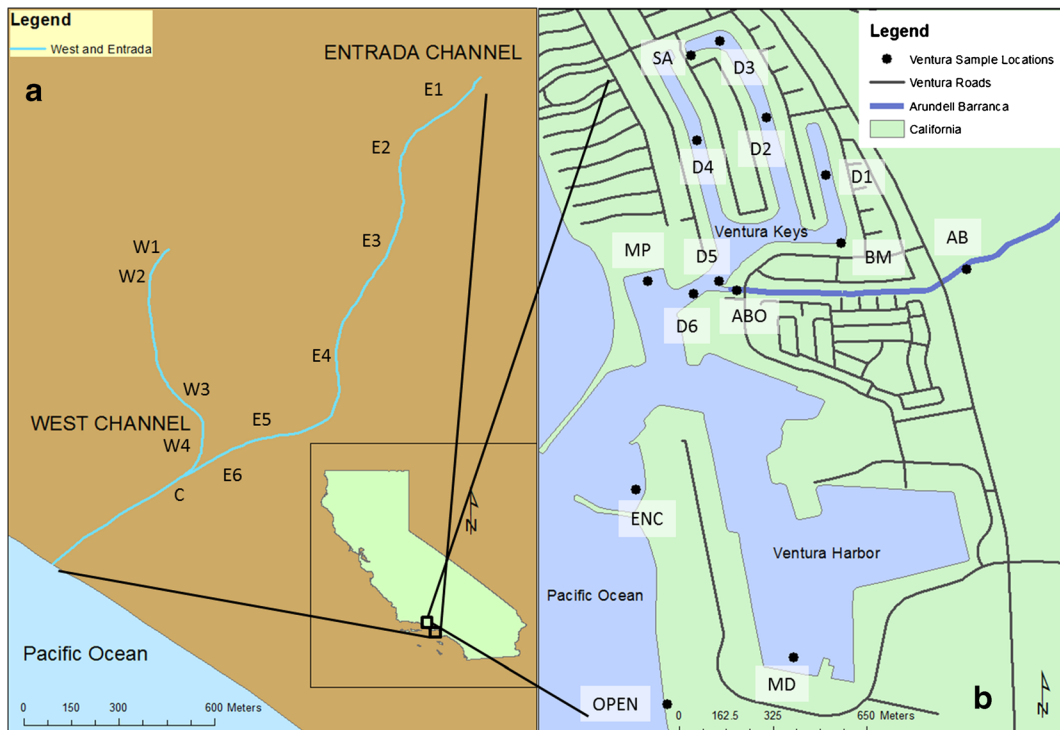 Legend
West and Entrada
a
ENTRADA CHANNEL
E1
E2
E3
W1
W2
E4
W3
WEST CHANNEL
E5
W4
E6
C
N
Pacific Ocean
0 150 300 600 Meters
Legend
Ventura Sample Locations
Ventura Roads
Arundell Barranca
California
SA
D3
D2
D4
D1
Ventura Keys
MP
D5
BM
AB
D6
ABO
ENC
Ventura Harbor
Pacific Ocean
MD
OPEN
0 162.5 325 650 Meters
b
N